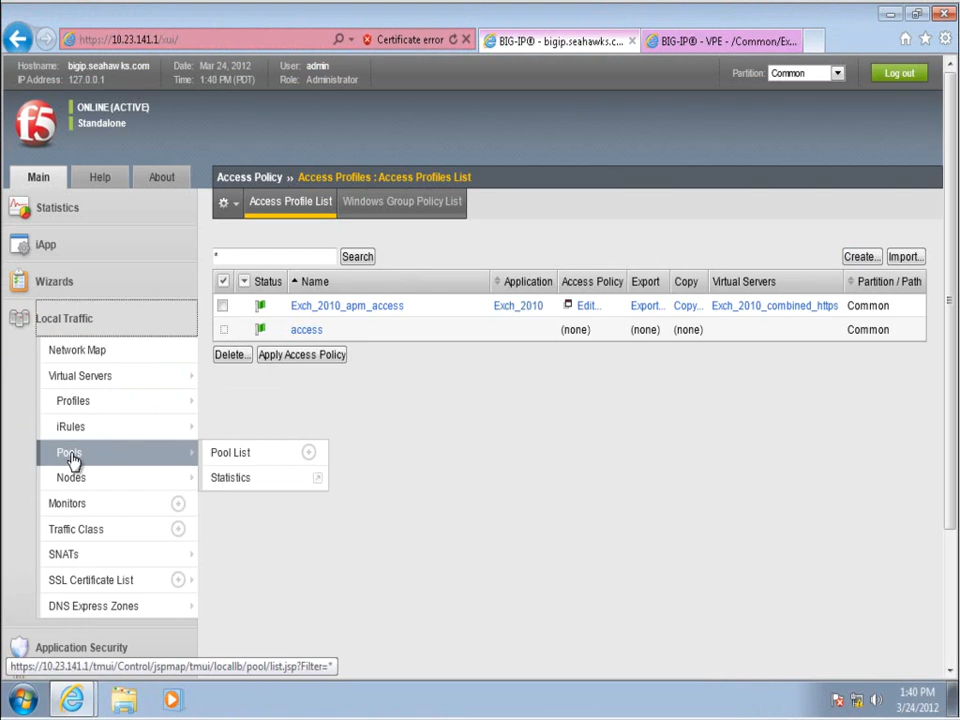 https://10.23.141.1/xui/
Certificate error
BIG-IP® - bigip.seahawks.c...
BIG-IP® - VPE - /Common/Ex...
Hostname: bigip.seahawks.com
Date: Mar 24, 2012
User: admin
IP Address: 127.0.0.1
Time: 1:40 PM (PDT)
Role: Administrator
Partition: Common
Log out
f5
ONLINE (ACTIVE)
Standalone
Main
Help
About
Access Policy ›› Access Profiles : Access Profiles List
Statistics
Access Profile List
Windows Group Policy List
iApp
*
Search
Create...
Import...
Wizards
Status
Name
Application
Access Policy
Export
Copy
Virtual Servers
Partition / Path
Exch_2010_apm_access
Exch_2010
Edit...
Export...
Copy...
Exch_2010_combined_https
Common
Local Traffic
access
(none)
(none)
(none)
Common
Network Map
Delete...
Apply Access Policy
Virtual Servers
Profiles
iRules
Pools
Pool List
Nodes
Statistics
Monitors
Traffic Class
SNATs
SSL Certificate List
DNS Express Zones
Application Security
https://10.23.141.1/tmui/Control/jspmap/tmui/locallb/pool/list.jsp?Filter=*
1:40 PM
3/24/2012